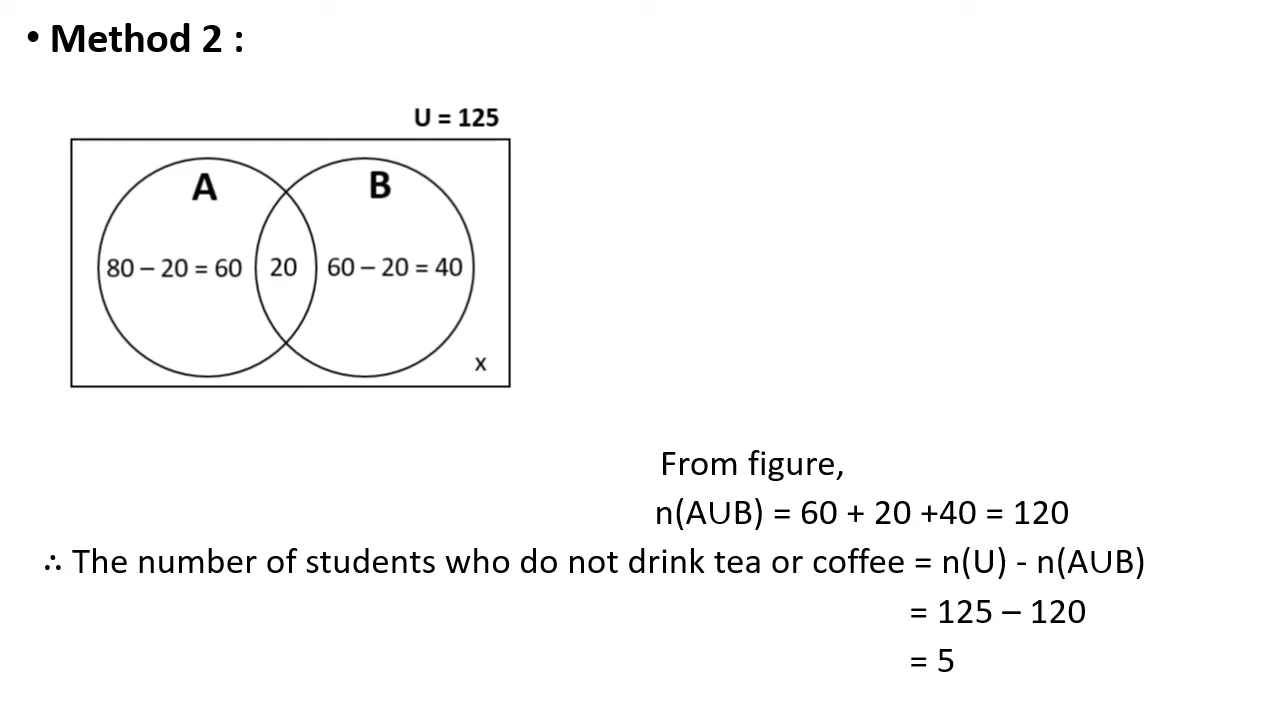 • Method 2 :
U = 125
A B
80 – 20 = 60 20 60 – 20 = 40
x
From figure,
n(A∪B) = 60 + 20 +40 = 120
∴ The number of students who do not drink tea or coffee = n(U) - n(A∪B)
= 125 – 120
= 5